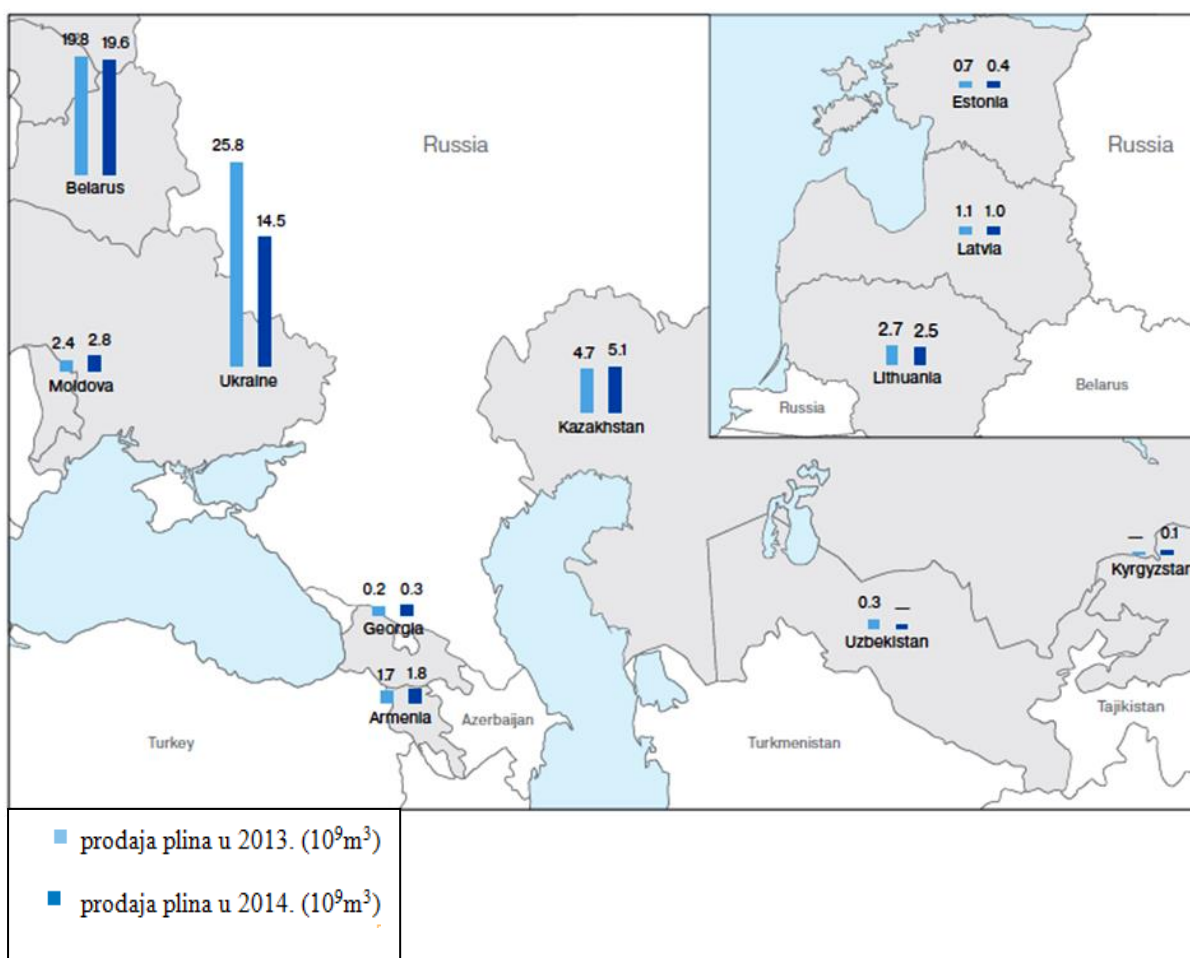 19.8 19.6
Belarus
25.8
14.5
Ukraine
2.4 2.8
Moldova
Russia
4.7 5.1
Kazakhstan
0.2 0.3
Georgia
1.7 1.8
Armenia
Azerbaijan
Turkey
Turkmenistan
0.3 —
Uzbekistan
— 0.1
Kyrgyzstan
Tajikistan
0.7 0.4
Estonia
Russia
1.1 1.0
Latvia
2.7 2.5
Lithuania
Belarus
Russia
prodaja plina u 2013. (10⁹m³)
prodaja plina u 2014. (10⁹m³)